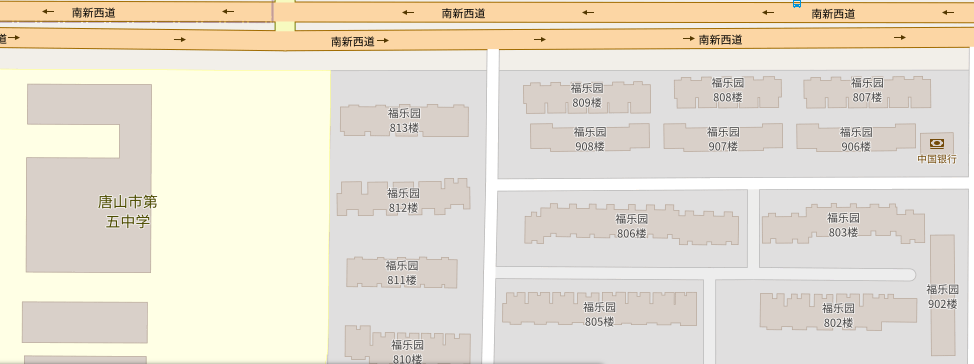 南新西道
南新西道
南新西道
道
南新西道
南新西道
福乐园
809楼
福乐园
808楼
福乐园
807楼
福乐园
813楼
福乐园
908楼
福乐园
907楼
福乐园
906楼
中国银行
唐山市第
五中学
福乐园
812楼
福乐园
806楼
福乐园
803楼
福乐园
811楼
福乐园
902楼
福乐园
805楼
福乐园
802楼
福乐园
810楼